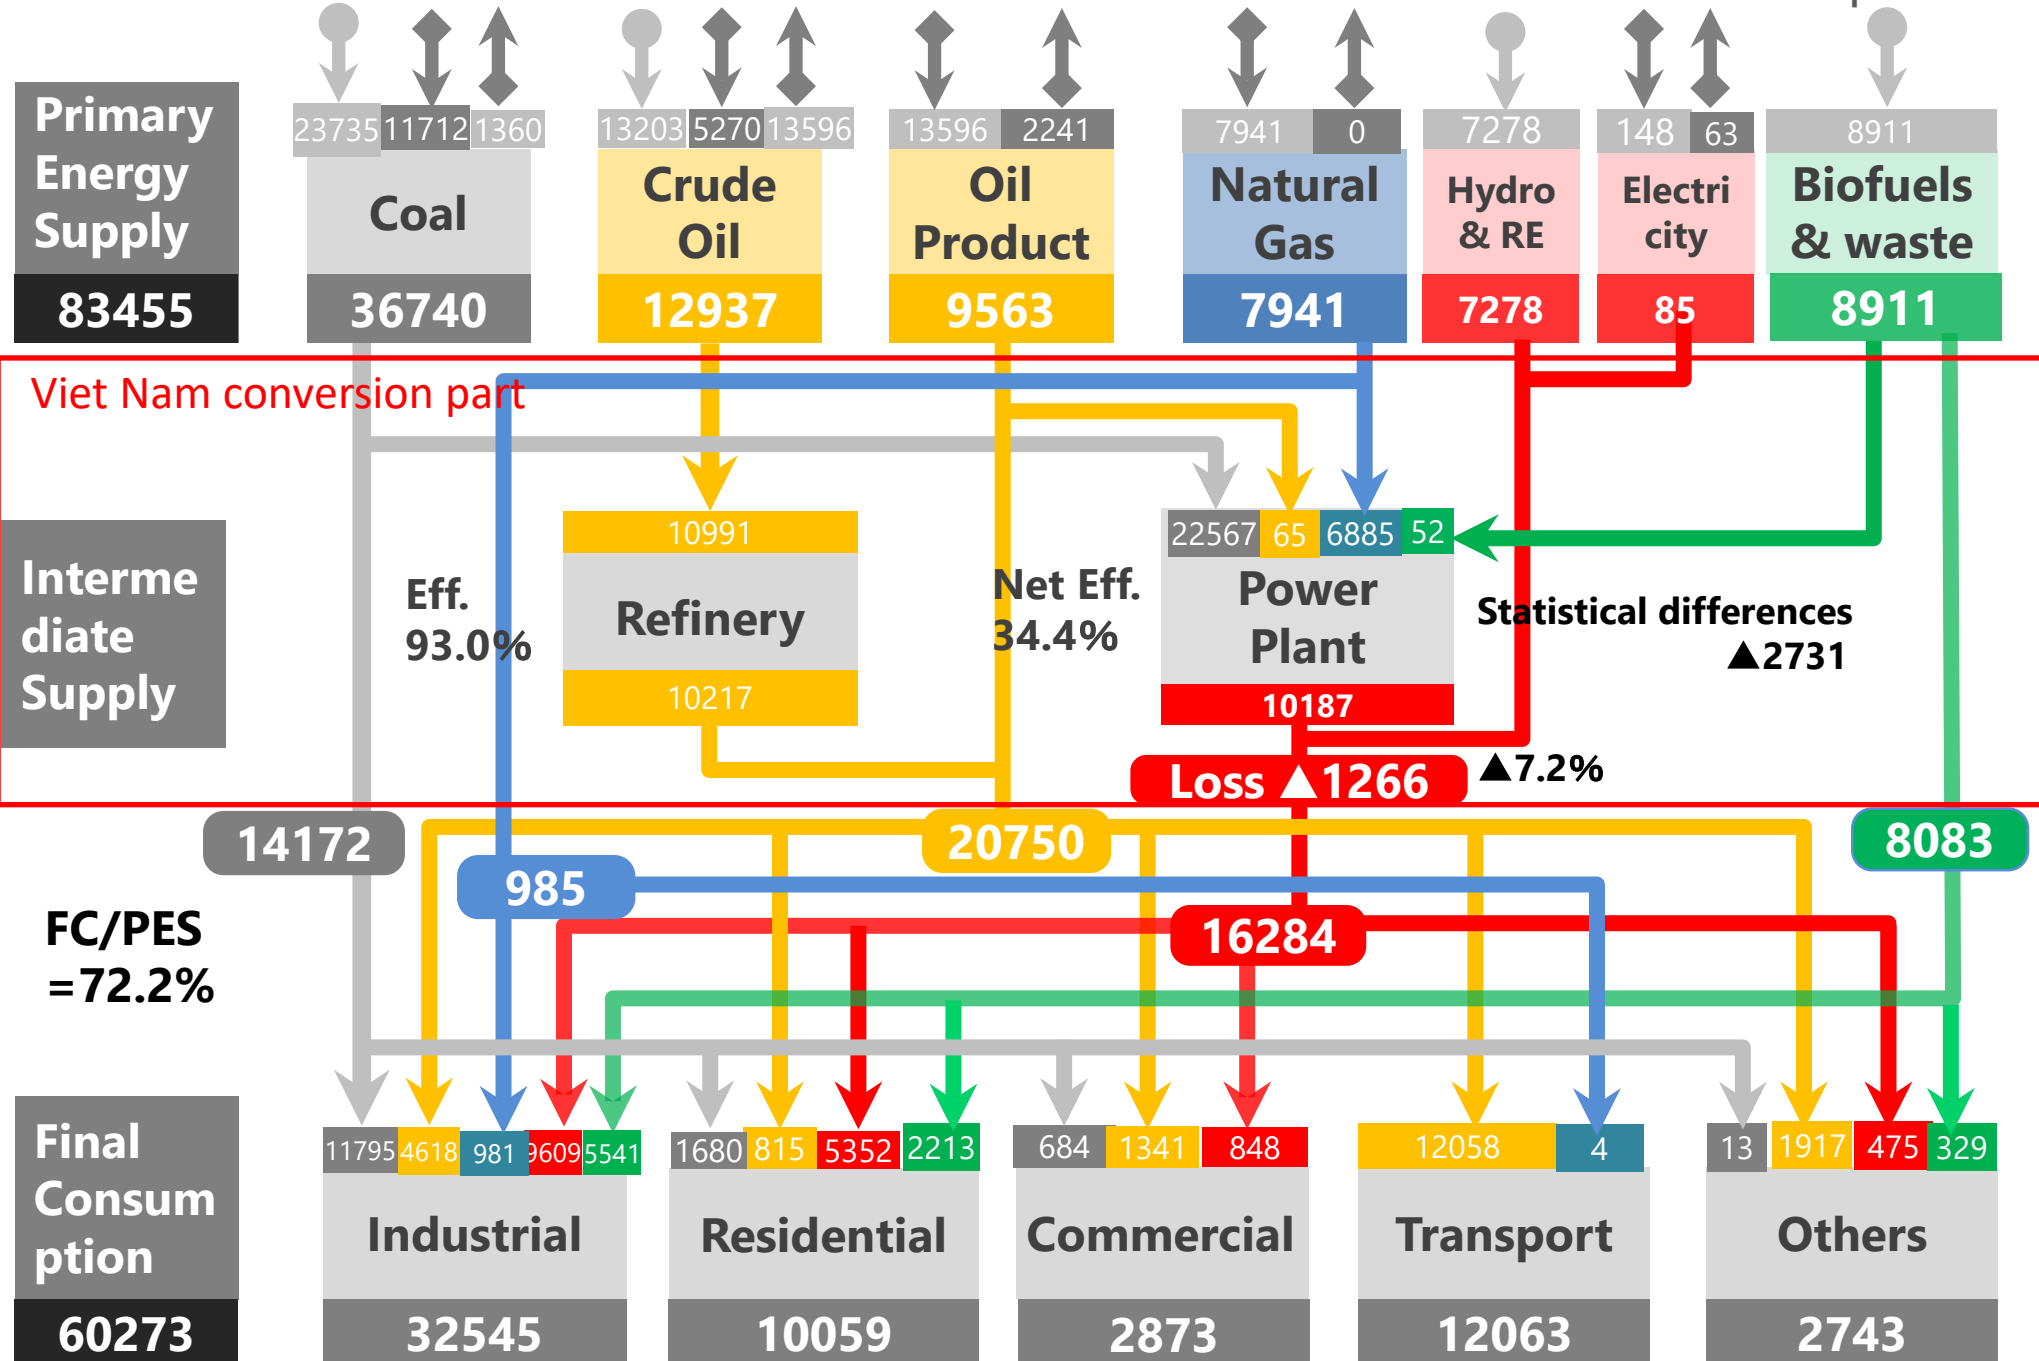 Primary
Energy
Supply
83455
23735 11712 1360
Coal
36740
13203 5270 13596
Crude
Oil
12937
13596 2241
Oil
Product
9563
7941 0
Natural
Gas
7941
7278
Hydro
& RE
7278
148 63
Electri
city
85
8911
Biofuels
& waste
8911
Viet Nam conversion part
Interme
diate
Supply
Eff.
93.0%
10991
Refinery
10217
Net Eff.
34.4%
22567 65 6885 52
Power
Plant
10187
Statistical differences
▲2731
Loss ▲1266
▲7.2%
14172
985
20750
16284
8083
FC/PES
=72.2%
Final
Consum
ption
60273
11795 4618 981 9609 5541
Industrial
32545
1680 815 5352 2213
Residential
10059
684 1341 848
Commercial
2873
12058 4
Transport
12063
13 1917 475 329
Others
2743